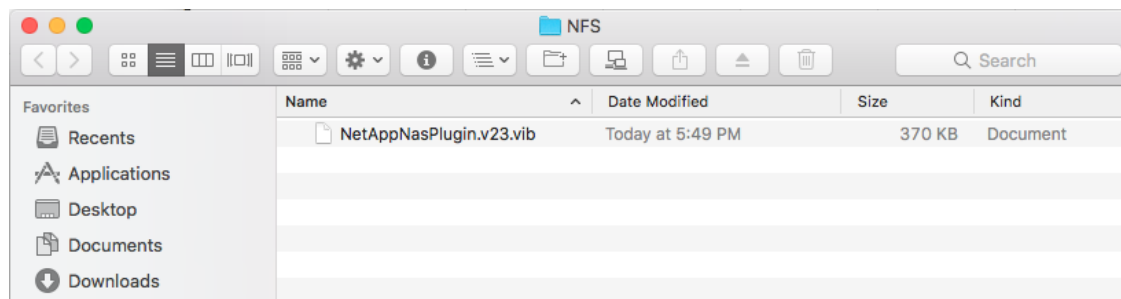 NFS
Search
Favorites
Recents
Applications
Desktop
Documents
Downloads
Name Date Modified Size Kind
NetAppNasPlugin.v23.vib Today at 5:49 PM 370 KB Document